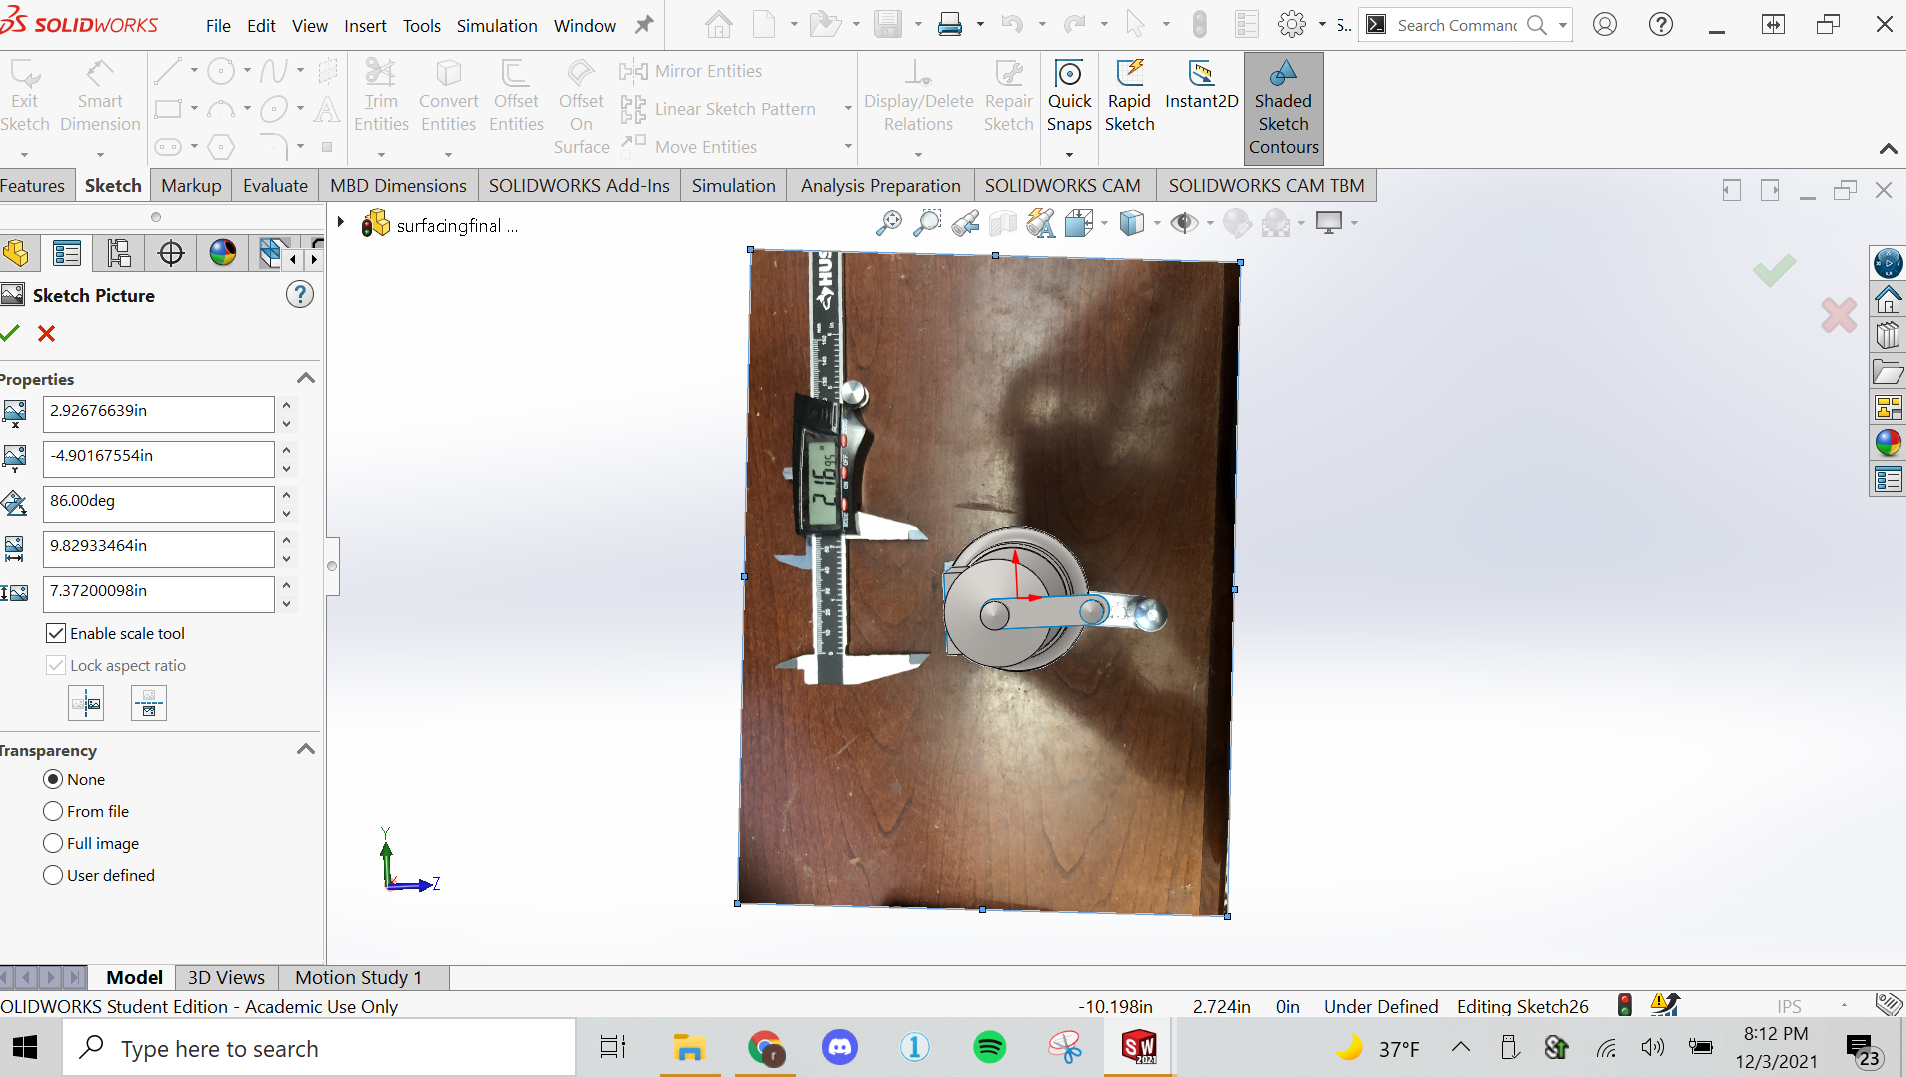 SOLIDWORKS
File Edit View Insert Tools Simulation Window
S..
Search Commanc
Exit Sketch
Smart Dimension
Trim Entities
Convert Entities
Offset Entities
Offset On Surface
Mirror Entities
Linear Sketch Pattern
Move Entities
Display/Delete Relations
Repair Sketch
Quick Snaps
Rapid Sketch
Instant2D
Shaded Sketch Contours
Features Sketch Markup Evaluate MBD Dimensions SOLIDWORKS Add-Ins Simulation Analysis Preparation SOLIDWORKS CAM SOLIDWORKS CAM TBM
surfacingfinal ...
Sketch Picture
Properties
2.92676639in
-4.90167554in
86.00deg
9.82933464in
7.37200098in
Enable scale tool
Lock aspect ratio
Transparency
None
From file
Full image
User defined
HUS
2.1695
Y
Z
Model 3D Views Motion Study 1
OLIDWORKS Student Edition - Academic Use Only
-10.198in 2.724in 0in Under Defined Editing Sketch26 IPS
Type here to search
SW 2021
37°F
8:12 PM
12/3/2021
23